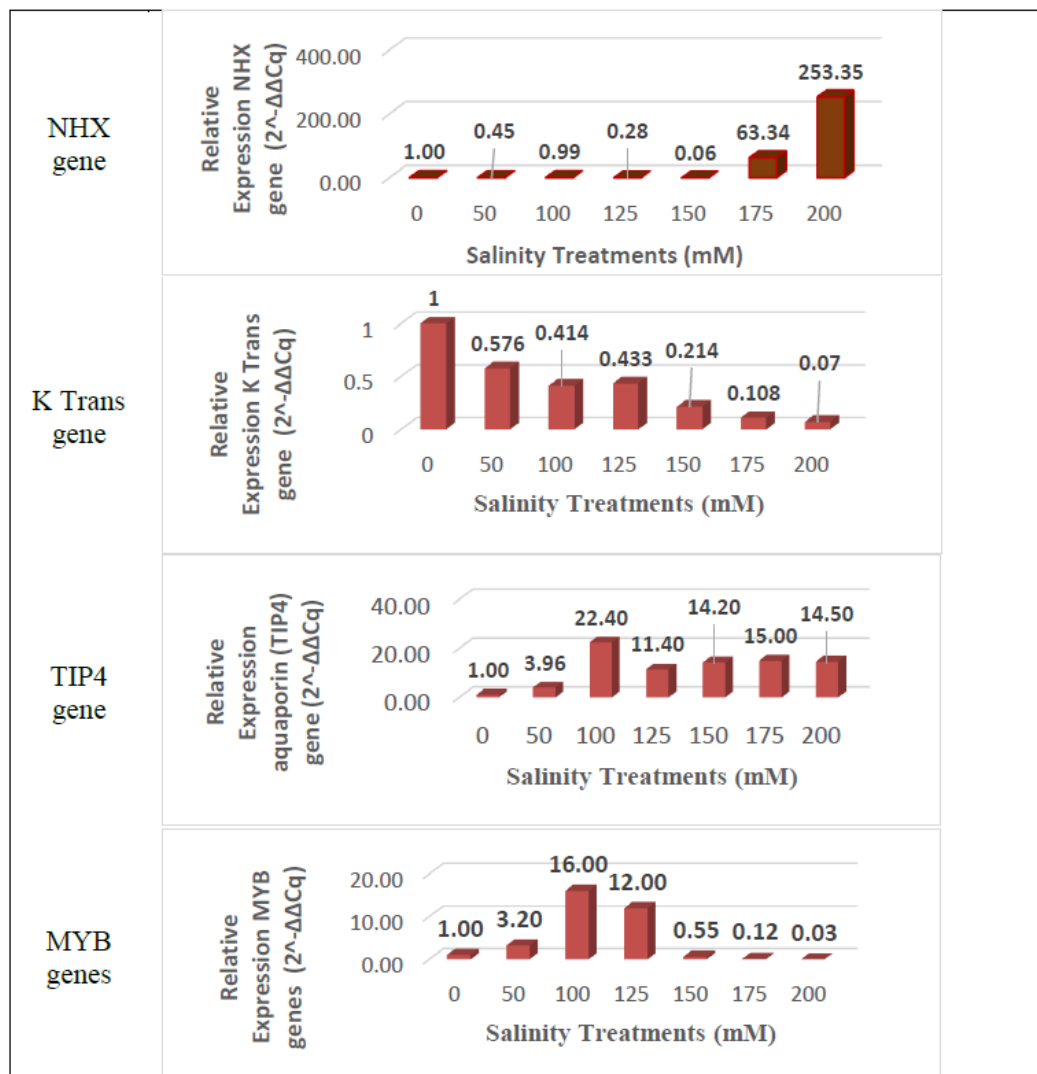 NHX
gene
Relative
Expression NHX
gene (2^-ΔΔCq)
400.00
200.00
0.00
1.00
0.45
0.99
0.28
0.06
63.34
253.35
0 50 100 125 150 175 200
Salinity Treatments (mM)
K Trans
gene
Relative
Expression K Trans
gene (2^-ΔΔCq)
1
0.5
0
1
0.576
0.414
0.433
0.214
0.108
0.07
0 50 100 125 150 175 200
Salinity Treatments (mM)
TIP4
gene
Relative
Expression
aquaporin (TIP4)
gene (2^-ΔΔCq)
40.00
20.00
0.00
1.00
3.96
22.40
11.40
14.20
15.00
14.50
0 50 100 125 150 175 200
Salinity Treatments (mM)
MYB
genes
Relative
Expression MYB
genes (2^-ΔΔCq)
20.00
10.00
0.00
1.00
3.20
16.00
12.00
0.55
0.12
0.03
0 50 100 125 150 175 200
Salinity Treatments (mM)